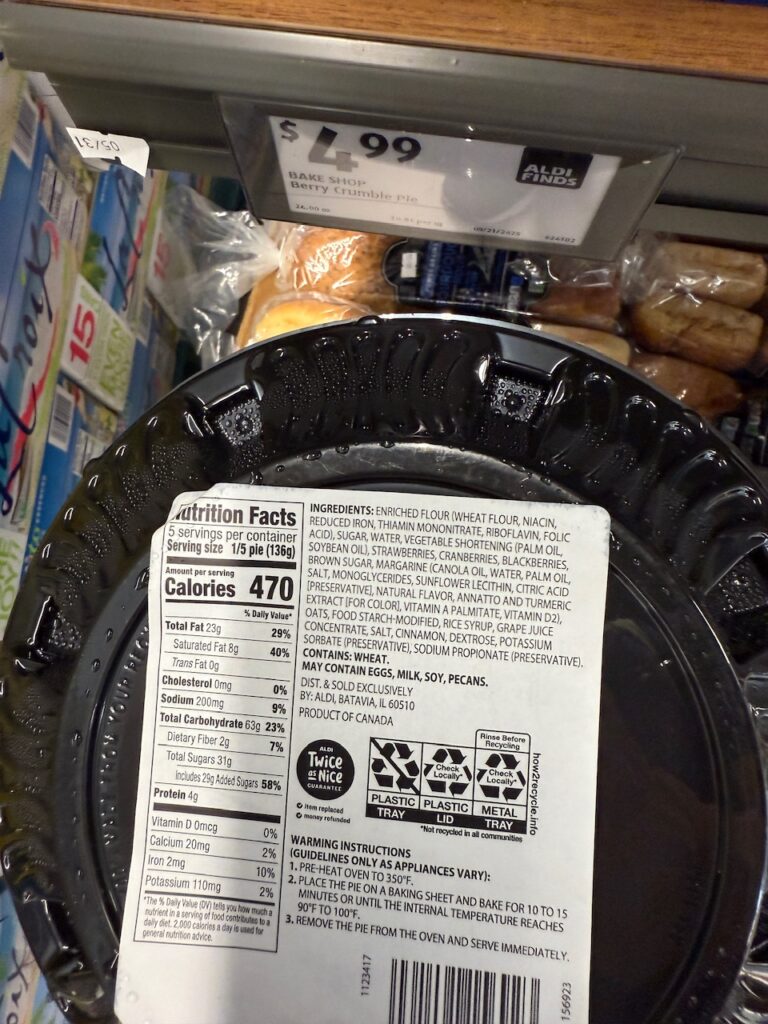 05/31
$4.99
ALDI
FINDS
BAKE SHOP
Berry Crumble Pie
24.00 oz
15
15
Nutrition Facts
5 servings per container
Serving size 1/5 pie (136g)
Amount per serving
Calories 470
% Daily Value*
Total Fat 23g 29%
Saturated Fat 8g 40%
Trans Fat 0g
Cholesterol 0mg 0%
Sodium 200mg 9%
Total Carbohydrate 63g 23%
Dietary Fiber 2g 7%
Total Sugars 31g
Includes 29g Added Sugars 58%
Protein 4g
Vitamin D 0mcg 0%
Calcium 20mg 2%
Iron 2mg 10%
Potassium 110mg 2%
*The % Daily Value (DV) tells you how much a
nutrient in a serving of food contributes to a
daily diet. 2,000 calories a day is used for
general nutrition advice.
INGREDIENTS: ENRICHED FLOUR (WHEAT FLOUR, NIACIN,
REDUCED IRON, THIAMIN MONONITRATE, RIBOFLAVIN, FOLIC
ACID), SUGAR, WATER, VEGETABLE SHORTENING (PALM OIL,
SOYBEAN OIL), STRAWBERRIES, CRANBERRIES, BLACKBERRIES,
BROWN SUGAR, MARGARINE (CANOLA OIL, WATER, PALM OIL,
SALT, MONOGLYCERIDES, SUNFLOWER LECITHIN, CITRIC ACID
[PRESERVATIVE], NATURAL FLAVOR, ANNATTO AND TURMERIC
EXTRACT [FOR COLOR], VITAMIN A PALMITATE, VITAMIN D2),
OATS, FOOD STARCH-MODIFIED, RICE SYRUP, GRAPE JUICE
CONCENTRATE, SALT, CINNAMON, DEXTROSE, POTASSIUM
SORBATE (PRESERVATIVE), SODIUM PROPIONATE (PRESERVATIVE).
CONTAINS: WHEAT.
MAY CONTAIN EGGS, MILK, SOY, PECANS.
DIST. & SOLD EXCLUSIVELY
BY: ALDI, BATAVIA, IL 60510
PRODUCT OF CANADA
ALDI
Twice
as Nice
GUARANTEE
item replaced
money refunded
Rinse Before
Recycling
Check
Locally*
Check
Locally*
PLASTIC
TRAY
PLASTIC
LID
METAL
TRAY
*Not recycled in all communities
how2recycle.info
WARMING INSTRUCTIONS
(GUIDELINES ONLY AS APPLIANCES VARY):
1. PRE-HEAT OVEN TO 350°F.
2. PLACE THE PIE ON A BAKING SHEET AND BAKE FOR 10 TO 15
MINUTES OR UNTIL THE INTERNAL TEMPERATURE REACHES
90°F TO 100°F.
3. REMOVE THE PIE FROM THE OVEN AND SERVE IMMEDIATELY.
1123417
156923